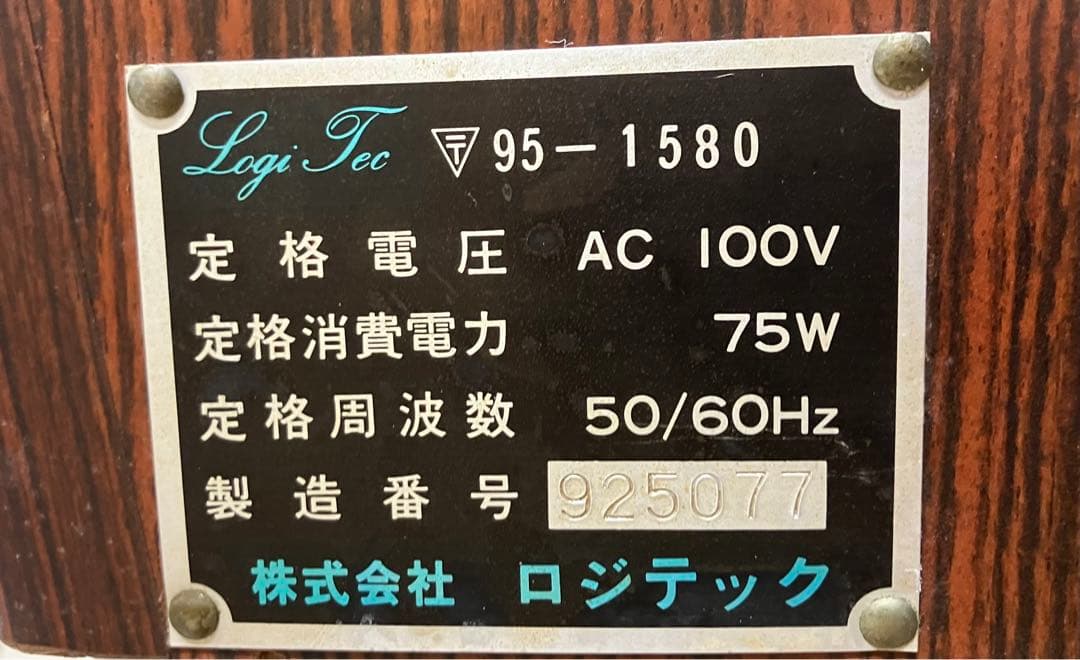 Logi Tec 〒 95-1580
定格電圧 AC 100V
定格消費電力 75W
定格周波数 50/60Hz
製造番号 925077
株式会社 ロジテック